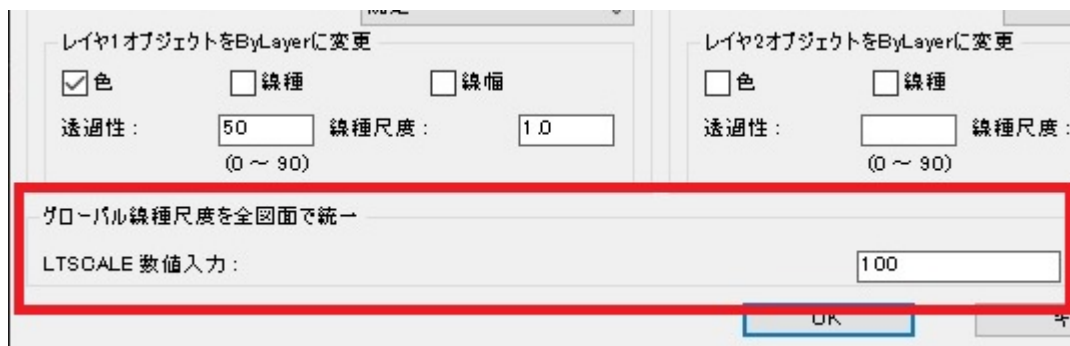 レイヤ1オブジェクトをByLayerに変更
レイヤ2オブジェクトをByLayerに変更
色
線種
線幅
色
線種
透過性：
50
線種尺度：
1.0
透過性：
線種尺度：
(0 ～ 90)
(0 ～ 90)
グローバル線種尺度を全図面で統一
LTSCALE 数値入力：
100
OK